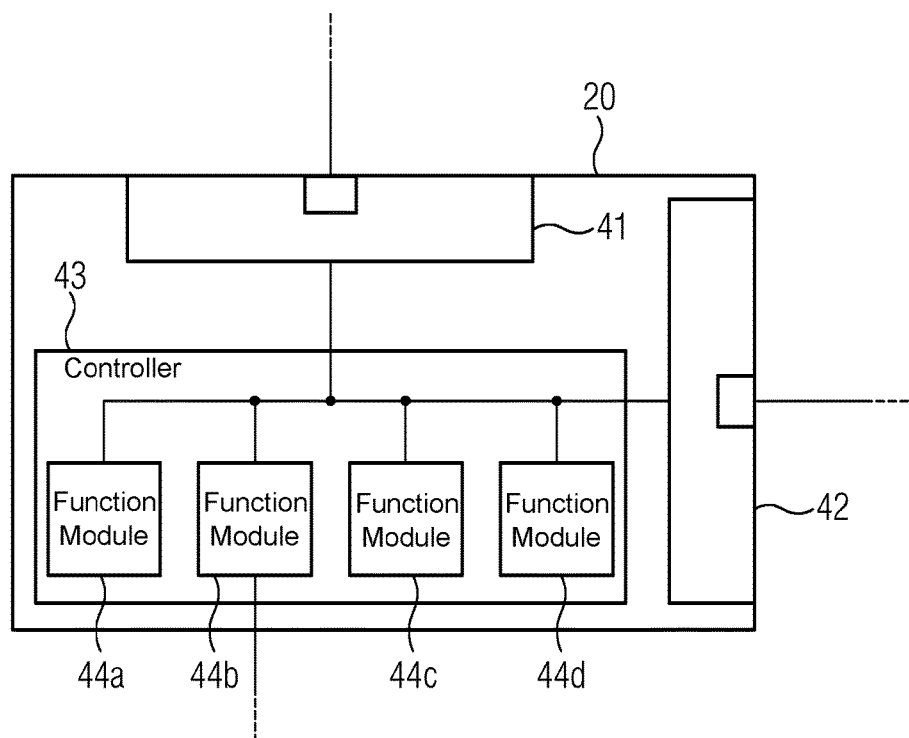 20
41
43
Controller
Function
Module
Function
Module
Function
Module
Function
Module
42
44a
44b
44c
44d